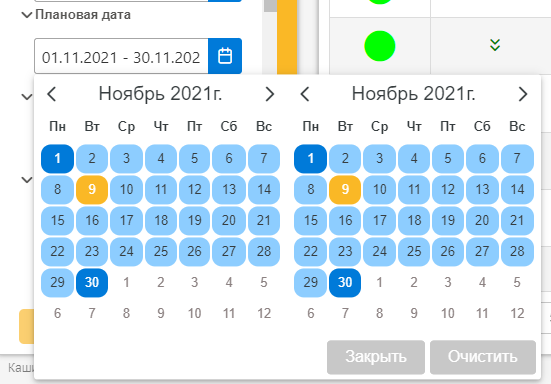 Плановая дата
01.11.2021 - 30.11.202
Ноябрь 2021г.
Пн Вт Ср Чт Пт Сб Вс
1 2 3 4 5 6 7
8 9 10 11 12 13 14
15 16 17 18 19 20 21
22 23 24 25 26 27 28
29 30 1 2 3 4 5
6 7 8 9 10 11 12
Ноябрь 2021г.
Пн Вт Ср Чт Пт Сб Вс
1 2 3 4 5 6 7
8 9 10 11 12 13 14
15 16 17 18 19 20 21
22 23 24 25 26 27 28
29 30 1 2 3 4 5
6 7 8 9 10 11 12
Закрыть Очистить
Каши